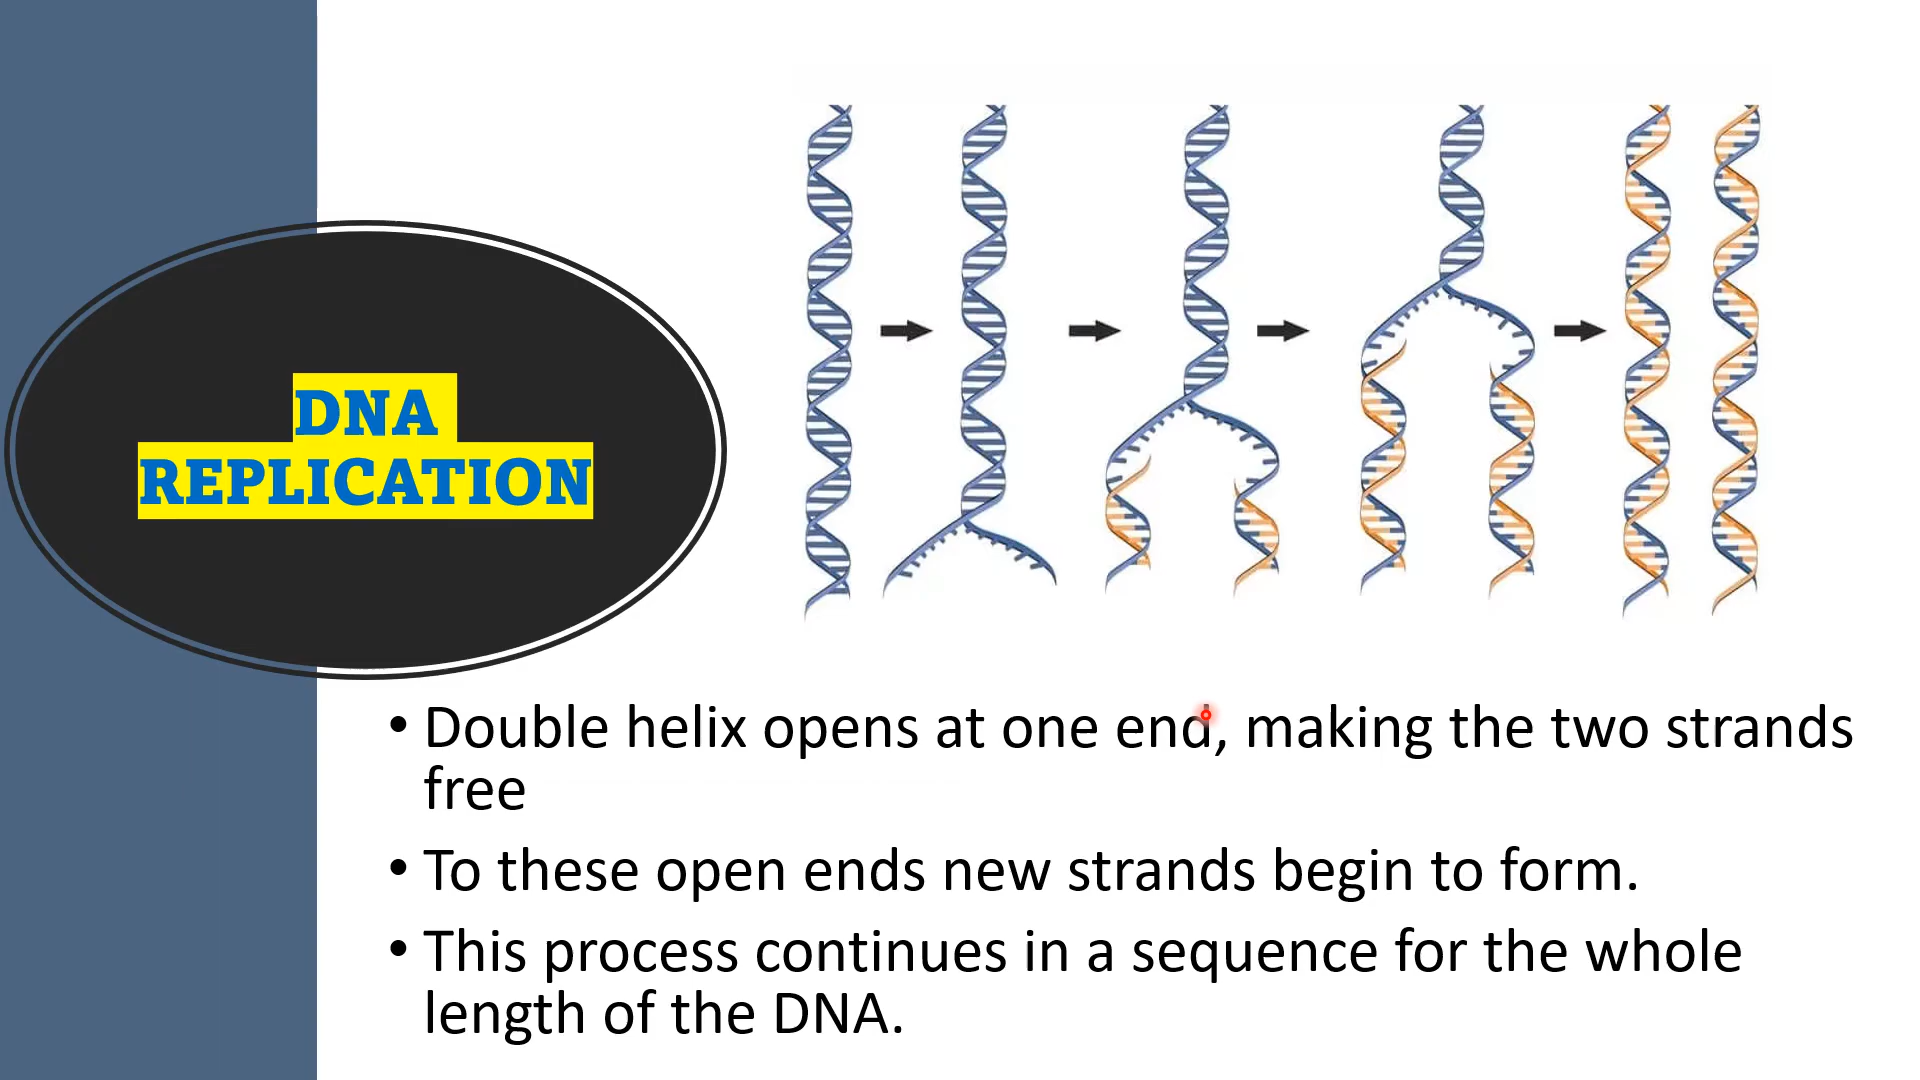 DNA
REPLICATION
• Double helix opens at one end, making the two strands
free
• To these open ends new strands begin to form.
• This process continues in a sequence for the whole
length of the DNA.